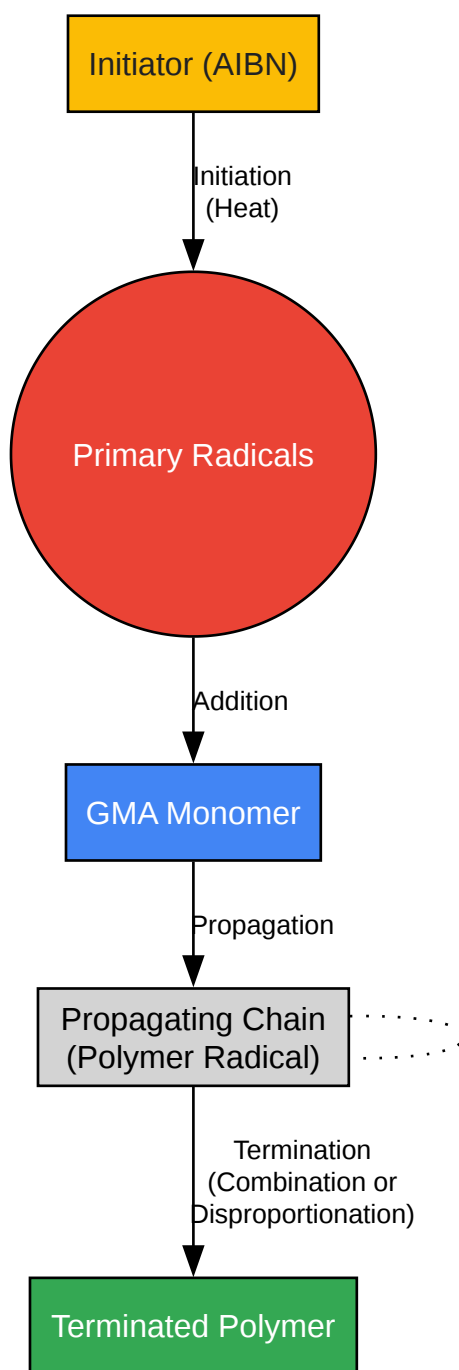 Initiator (AIBN)
Initiation
(Heat)
Primary Radicals
Addition
GMA Monomer
Propagation
Propagating Chain
(Polymer Radical)
Termination
(Combination or
Disproportionation)
Terminated Polymer